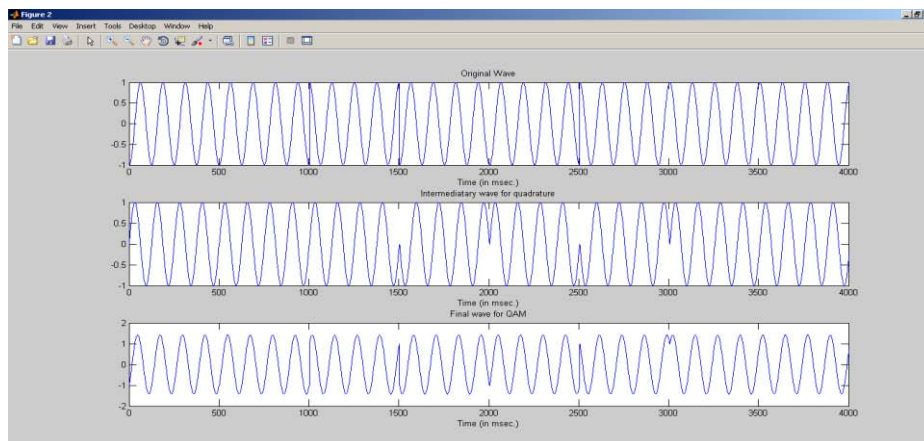 Figure 2
File Edit View Insert Tools Desktop Window Help
Original Wave
1
0.5
0
-0.5
-1
0 500 1000 1500 2000 2500 3000 3500 4000
Time (in msec.)
Intermediatary wave for quadrature
1
0.5
0
-0.5
-1
0 500 1000 1500 2000 2500 3000 3500 4000
Time (in msec.)
Final wave for QAM
2
1
0
-1
-2
0 500 1000 1500 2000 2500 3000 3500 4000
Time (in msec.)